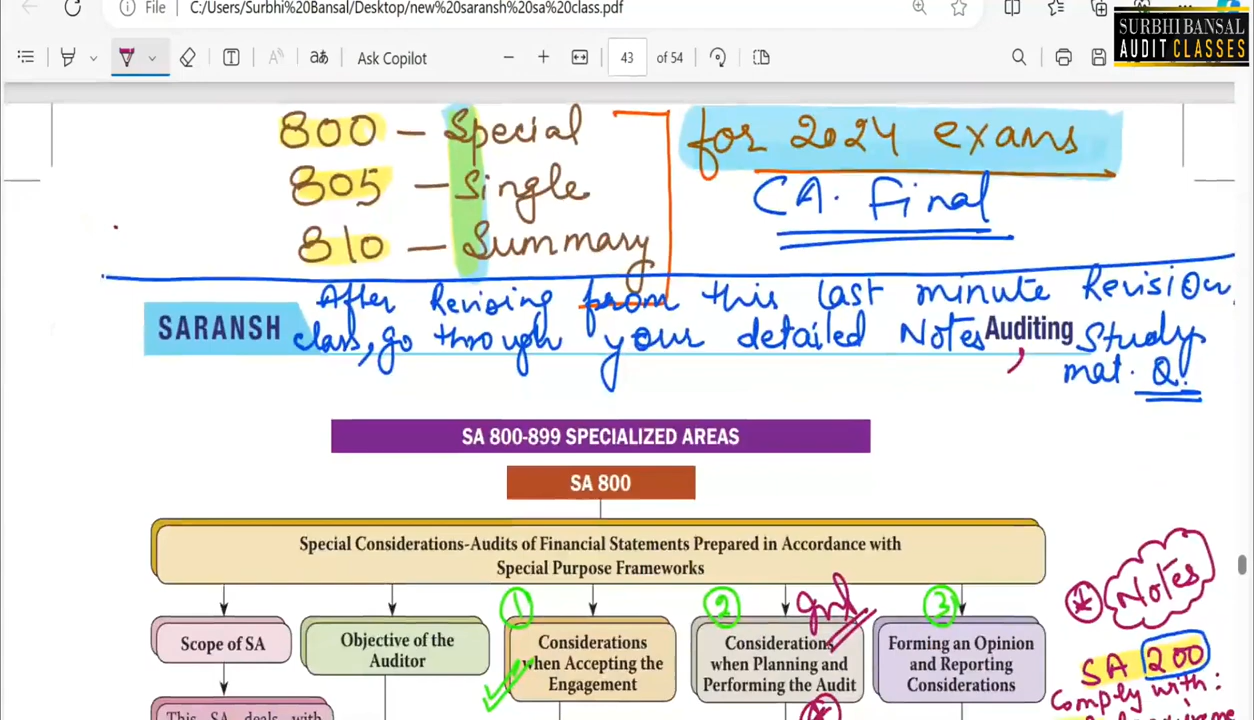 File C:/Users/Surbhi%20Bansal/Desktop/new%20saransh%20sa%20class.pdf
SURBHI BANSAL
AUDIT CLASSES
Ask Copilot
43 of 54
800 – Special
805 – Single
810 – Summary
for 2024 exams
CA. Final
After Revising from this last minute Revision
class, go through your detailed Notes, Study
mat. Q.
SARANSH
Auditing
SA 800-899 SPECIALIZED AREAS
SA 800
Special Considerations-Audits of Financial Statements Prepared in Accordance with
Special Purpose Frameworks
1
2
3
Notes
Scope of SA
Objective of the
Auditor
Considerations
when Accepting the
Engagement
Considerations
when Planning and
Performing the Audit
Forming an Opinion
and Reporting
Considerations
SA 200
Comply with:
This SA deals with